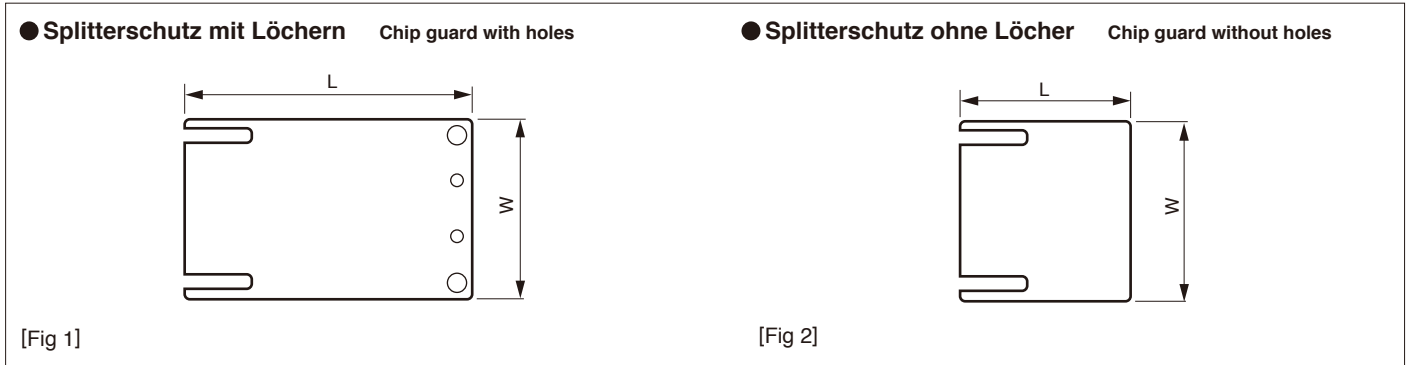 ● Splitterschutz mit Löchern Chip guard with holes
L
W
[Fig 1]
● Splitterschutz ohne Löcher Chip guard without holes
L
W
[Fig 2]